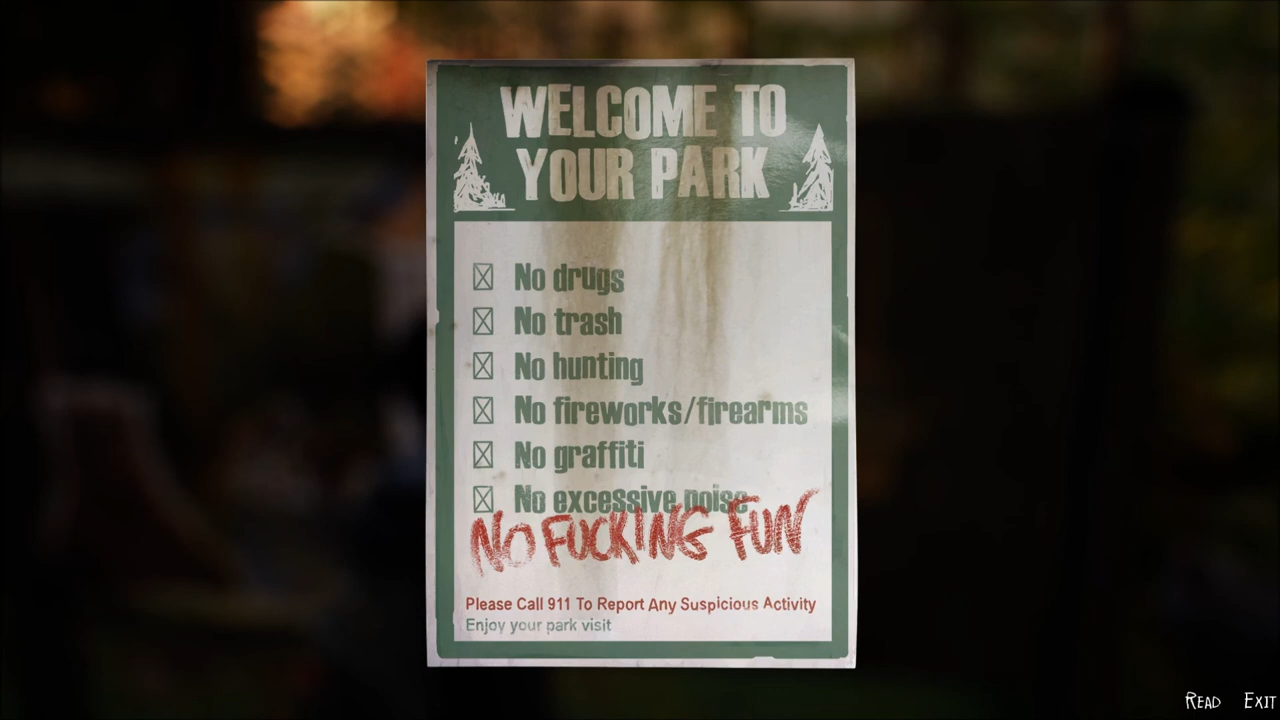 WELCOME TO
YOUR PARK
No drugs
No trash
No hunting
No fireworks/firearms
No graffiti
No excessive noise
NO FUCKING FUN
Please Call 911 To Report Any Suspicious Activity
Enjoy your park visit
READ EXIT